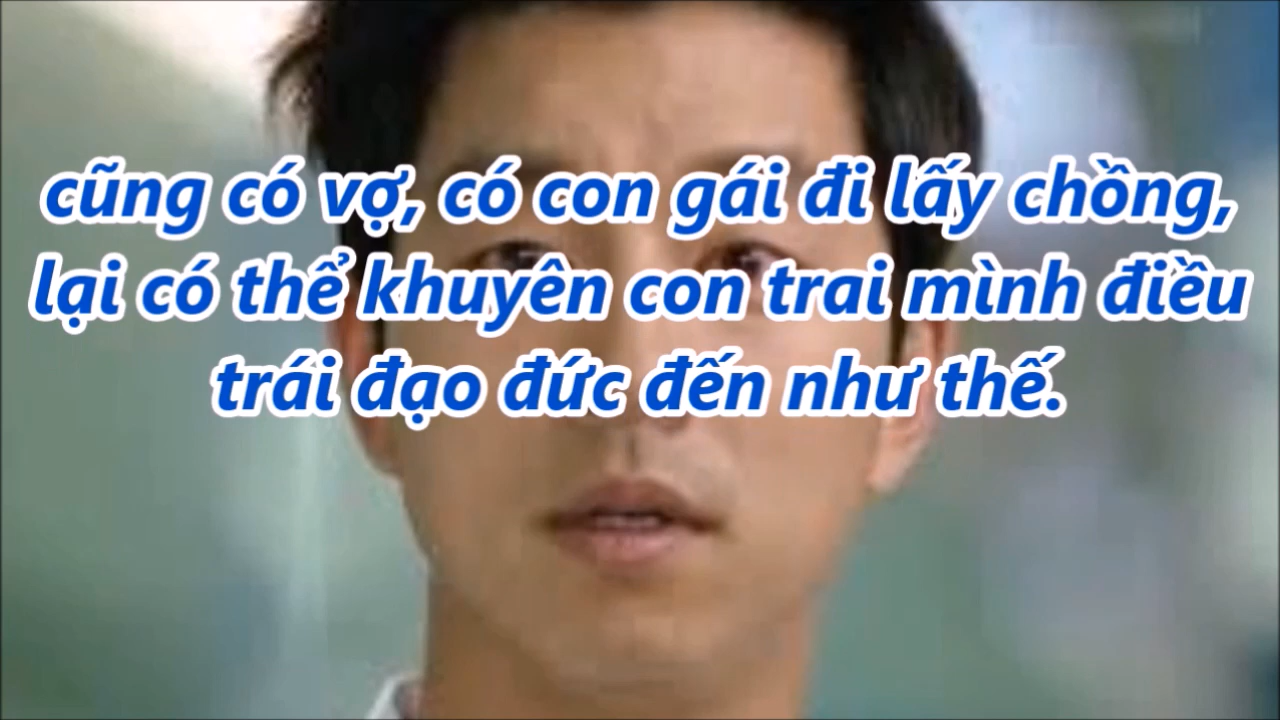 cũng có vợ, có con gái đi lấy chồng,
lại có thể khuyên con trai mình điều
trái đạo đức đến như thế.